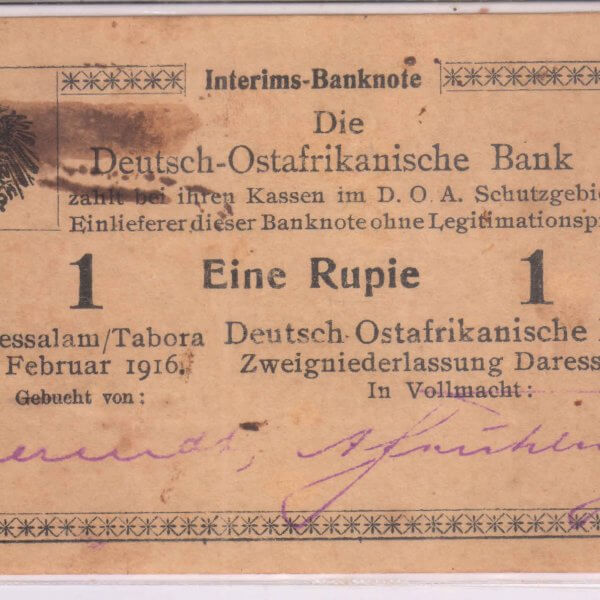 Interims-Banknote
Die
Deutsch-Ostafrikanische Bank
zahlt bei ihren Kassen im D. O. A. Schutzgebie
Einlieferer dieser Banknote ohne Legitimationspr
1 Eine Rupie 1
essalam/Tabora
Februar 1916.
Gebucht von:
Deutsch-Ostafrikanische
Zweigniederlassung Daress
In Vollmacht: